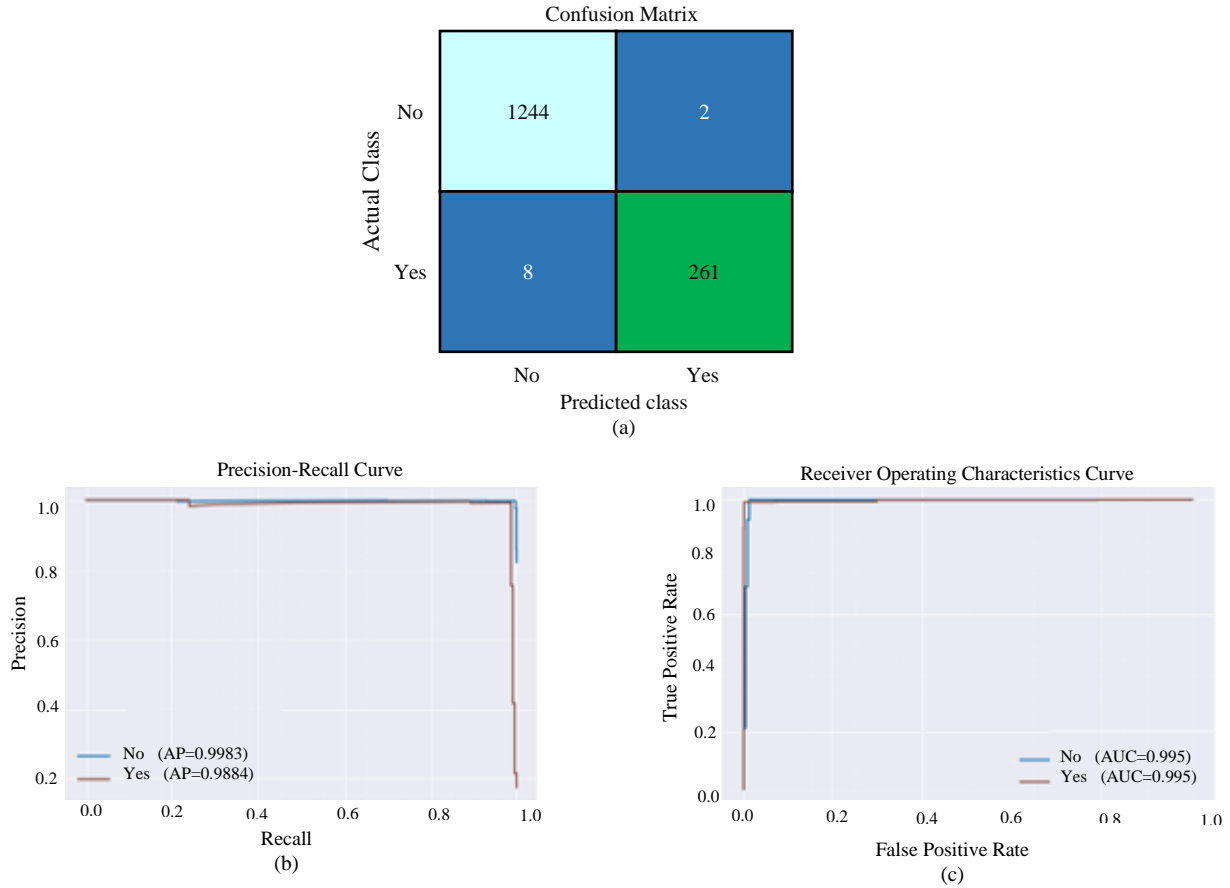 Confusion Matrix
No
1244
2
Actual Class
Yes
8
261
No
Yes
Predicted class
(a)
Precision-Recall Curve
1.0
0.8
0.6
0.4
0.2
Precision
No (AP=0.9983)
Yes (AP=0.9884)
0.0 0.2 0.4 0.6 0.8 1.0
Recall
(b)
Receiver Operating Characteristics Curve
1.0
0.8
0.6
0.4
0.2
0.0
True Positive Rate
No (AUC=0.995)
Yes (AUC=0.995)
0.0 0.2 0.4 0.6 0.8 1.0
False Positive Rate
(c)